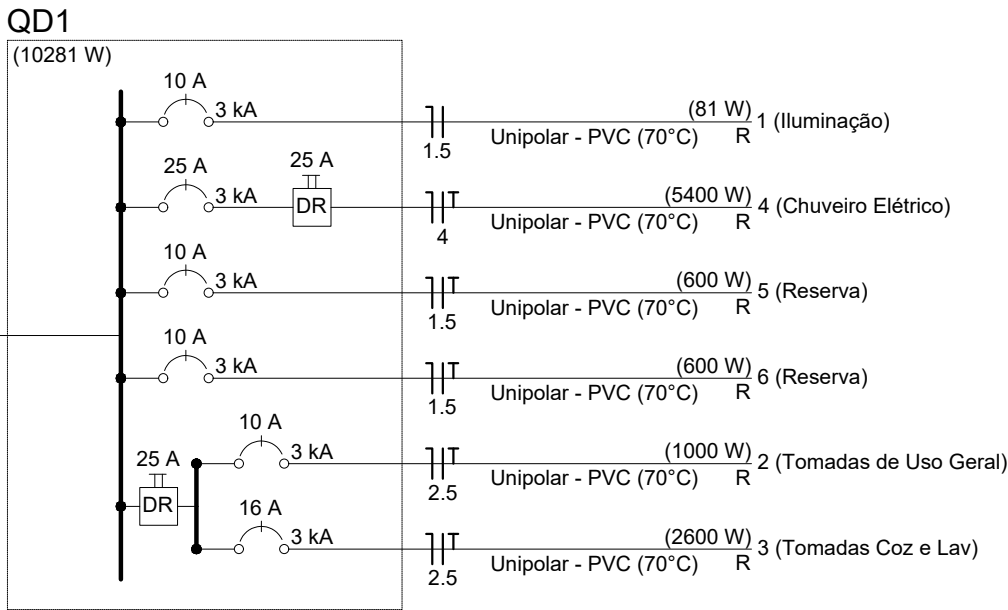 QD1
(10281 W)
10 A
3 kA
1.5
Unipolar - PVC (70°C)
(81 W)
R
1 (Iluminação)
25 A
3 kA
25 A
DR
4
T
Unipolar - PVC (70°C)
(5400 W)
R
4 (Chuveiro Elétrico)
10 A
3 kA
1.5
T
Unipolar - PVC (70°C)
(600 W)
R
5 (Reserva)
10 A
3 kA
1.5
T
Unipolar - PVC (70°C)
(600 W)
R
6 (Reserva)
25 A
DR
10 A
3 kA
2.5
T
Unipolar - PVC (70°C)
(1000 W)
R
2 (Tomadas de Uso Geral)
16 A
3 kA
2.5
T
Unipolar - PVC (70°C)
(2600 W)
R
3 (Tomadas Coz e Lav)